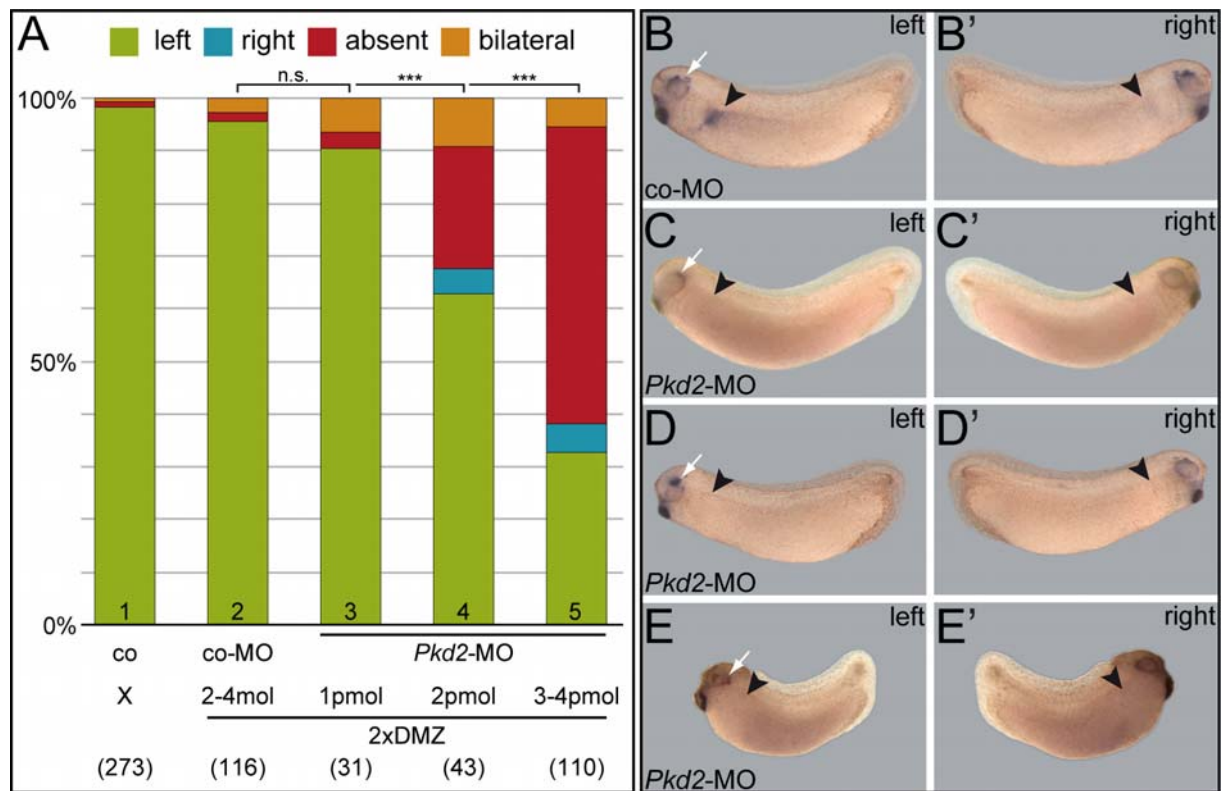 A
left right absent bilateral
n.s. *** ***
100%
50%
0%
1 2 3 4 5
co co-MO Pkd2-MO
X 2-4mol 1pmol 2pmol 3-4pmol
2xDMZ
(273) (116) (31) (43) (110)
B left
co-MO
B' right
C left
Pkd2-MO
C' right
D left
Pkd2-MO
D' right
E left
Pkd2-MO
E' right